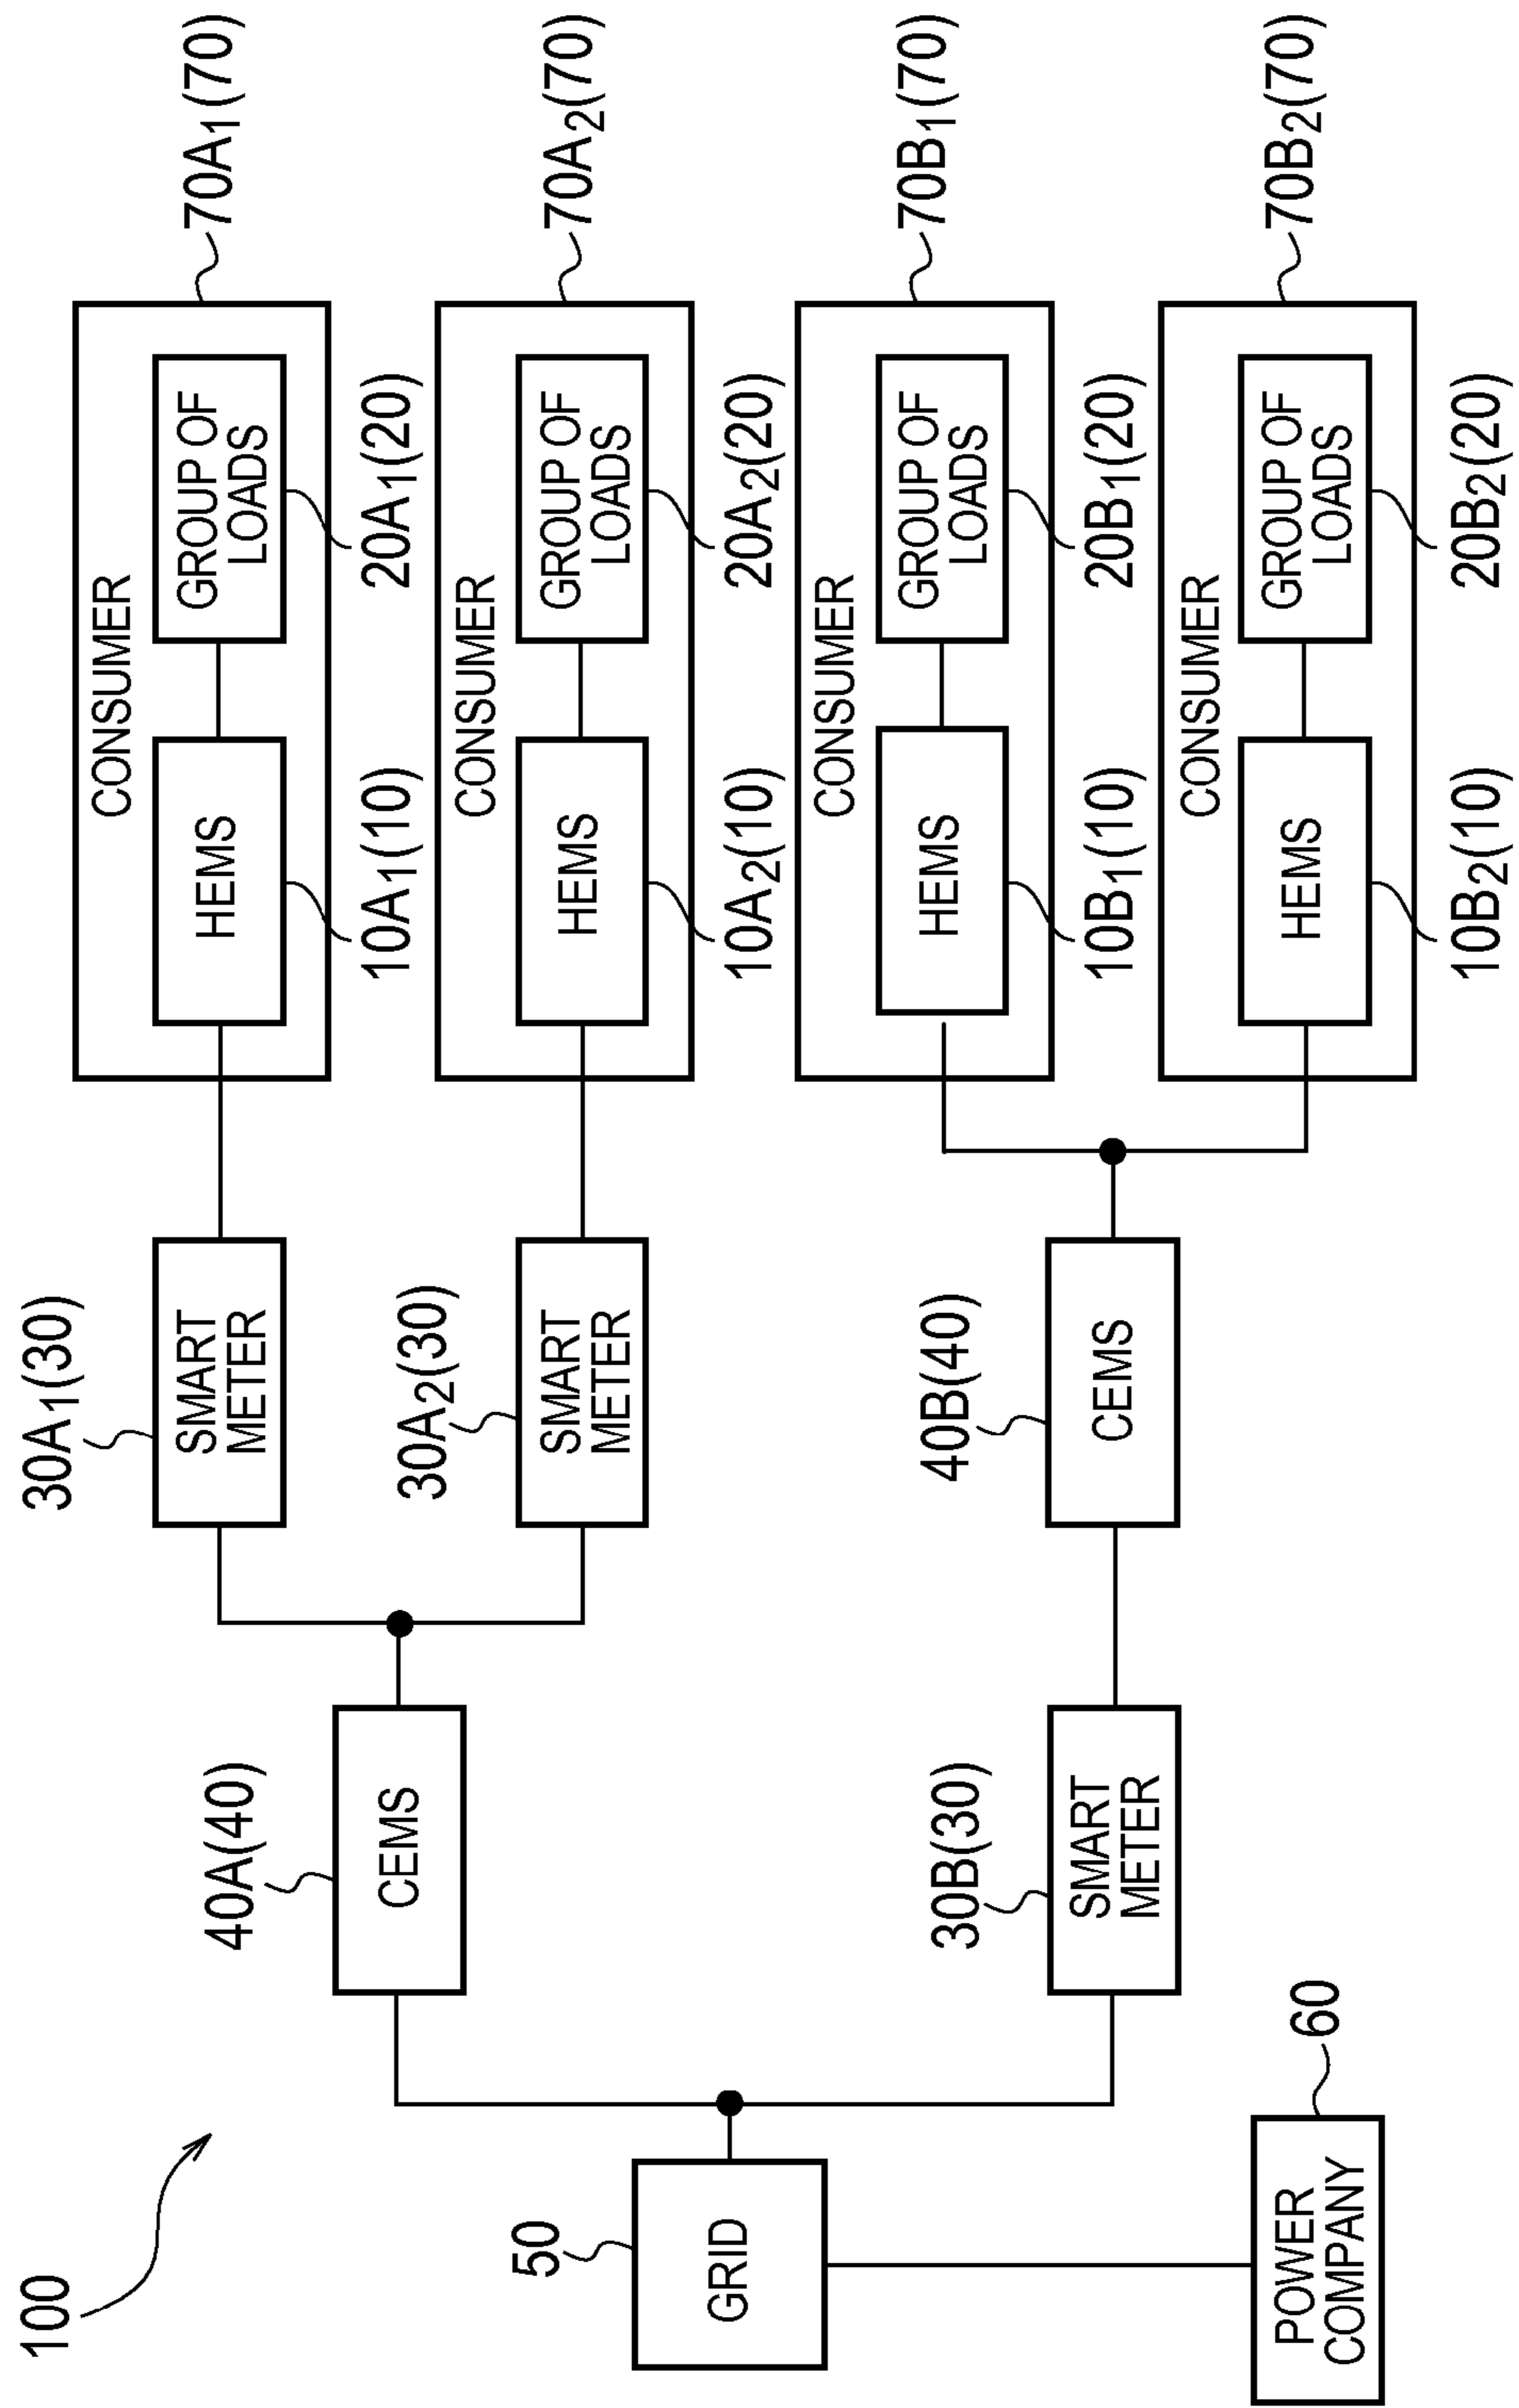 100
50
GRID
POWER
COMPANY
60
40A(40)
CEMS
30B(30)
SMART
METER
30A1(30)
SMART
METER
30A2(30)
SMART
METER
40B(40)
CEMS
CONSUMER
HEMS
GROUP OF
LOADS
10A1(10)
20A1(20)
70A1(70)
CONSUMER
HEMS
GROUP OF
LOADS
10A2(10)
20A2(20)
70A2(70)
CONSUMER
HEMS
GROUP OF
LOADS
10B1(10)
20B1(20)
70B1(70)
CONSUMER
HEMS
GROUP OF
LOADS
10B2(10)
20B2(20)
70B2(70)